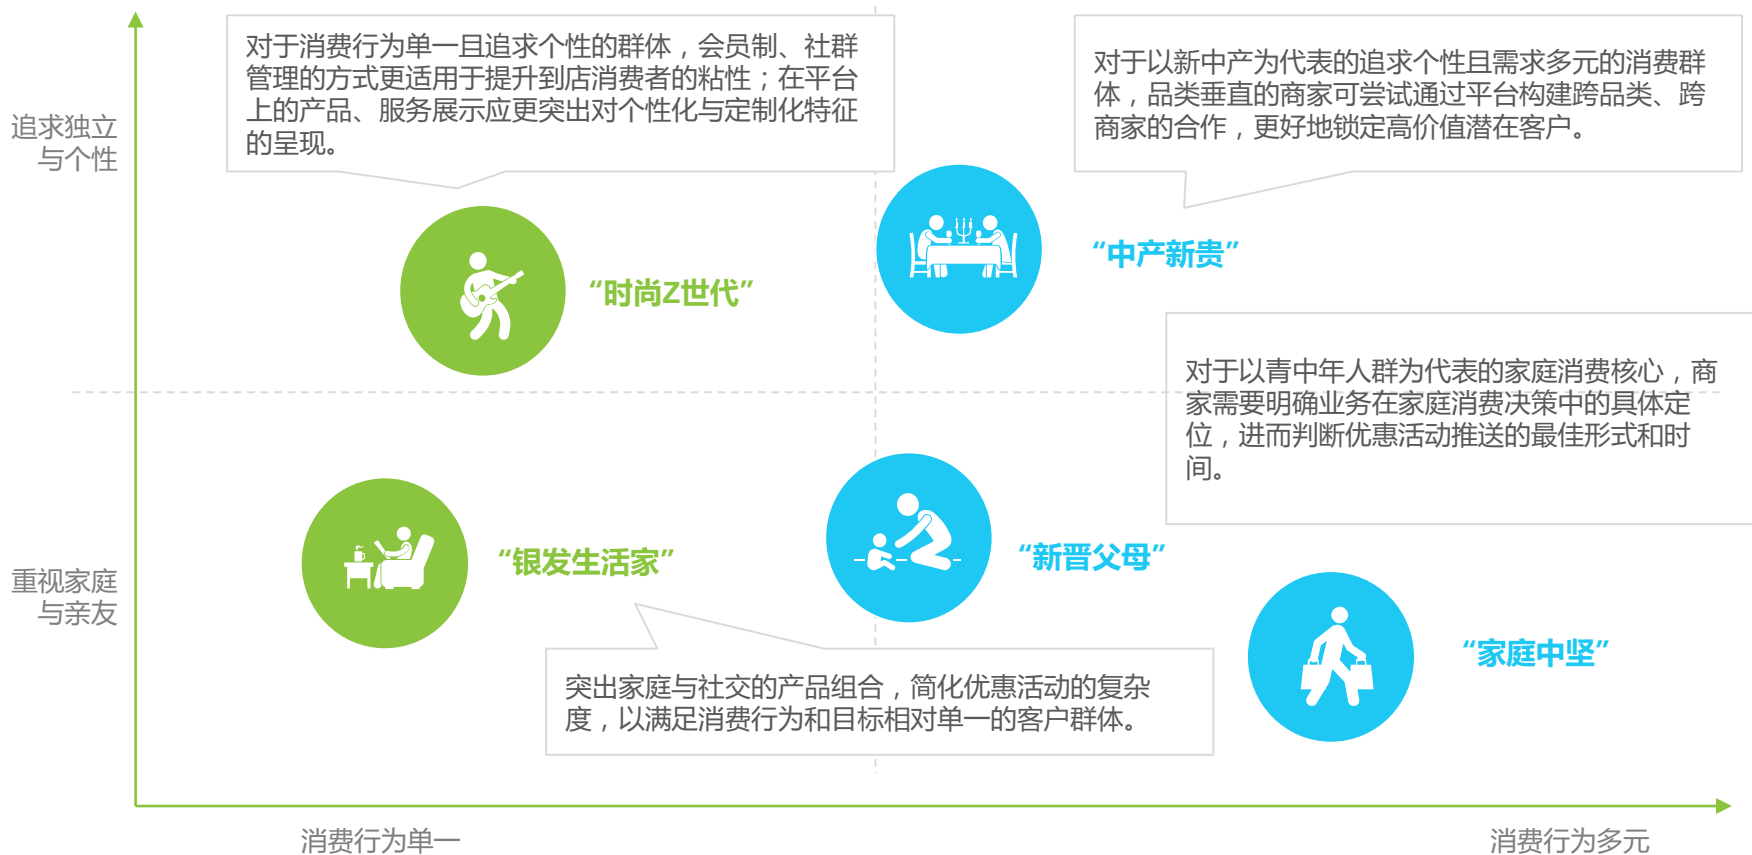 对于消费行为单一且追求个性的群体，会员制、社群
管理的方式更适用于提升到店消费者的粘性；在平台
上的产品、服务展示应更突出对个性化与定制化特征
的呈现。
对于以新中产为代表的追求个性且需求多元的消费群
体，品类垂直的商家可尝试通过平台构建跨品类、跨
商家的合作，更好地锁定高价值潜在客户。
追求独立
与个性
“时尚Z世代”
“中产新贵”
对于以青中年人群为代表的家庭消费核心，商
家需要明确业务在家庭消费决策中的具体定
位，进而判断优惠活动推送的最佳形式和时
间。
重视家庭
与亲友
“银发生活家”
“新晋父母”
“家庭中坚”
突出家庭与社交的产品组合，简化优惠活动的复杂
度，以满足消费行为和目标相对单一的客户群体。
消费行为单一
消费行为多元